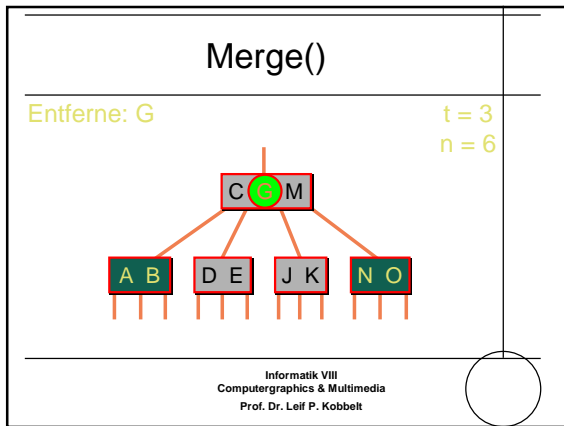 Merge()
Entferne: G
t = 3
n = 6
C G M
A B
D E
J K
N O
Informatik VIII
Computergraphics & Multimedia
Prof. Dr. Leif P. Kobbelt